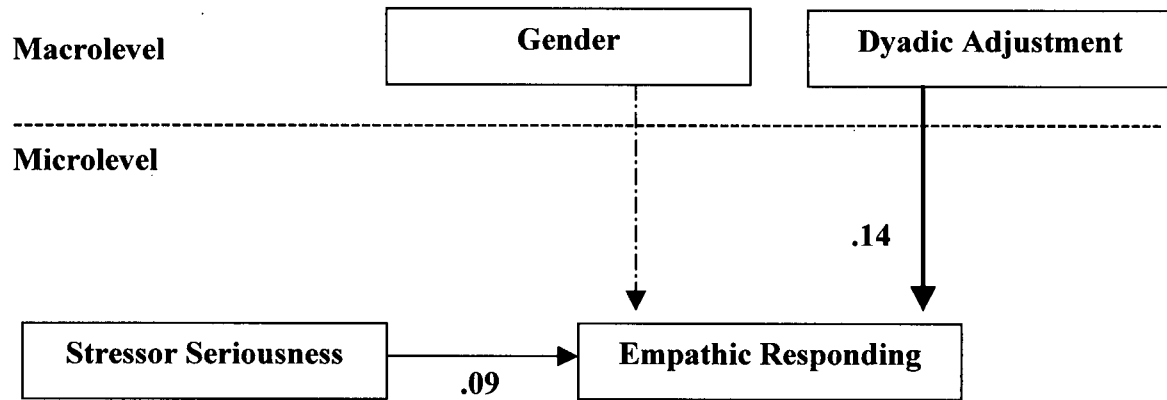 Macrolevel
Gender
Dyadic Adjustment
Microlevel
.14
Stressor Seriousness
.09
Empathic Responding